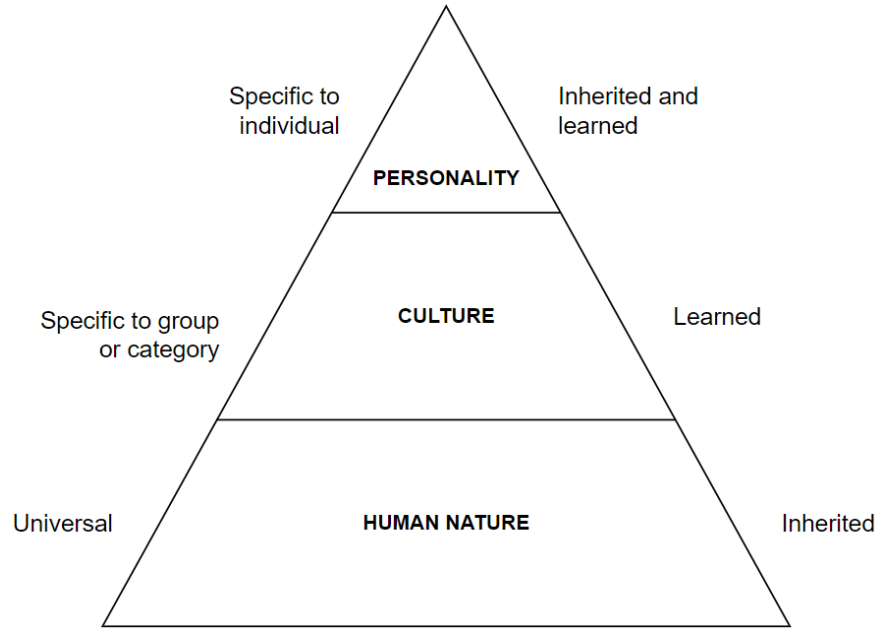 Specific to
individual
Inherited and
learned
PERSONALITY
Specific to group
or category
CULTURE
Learned
Universal
HUMAN NATURE
Inherited